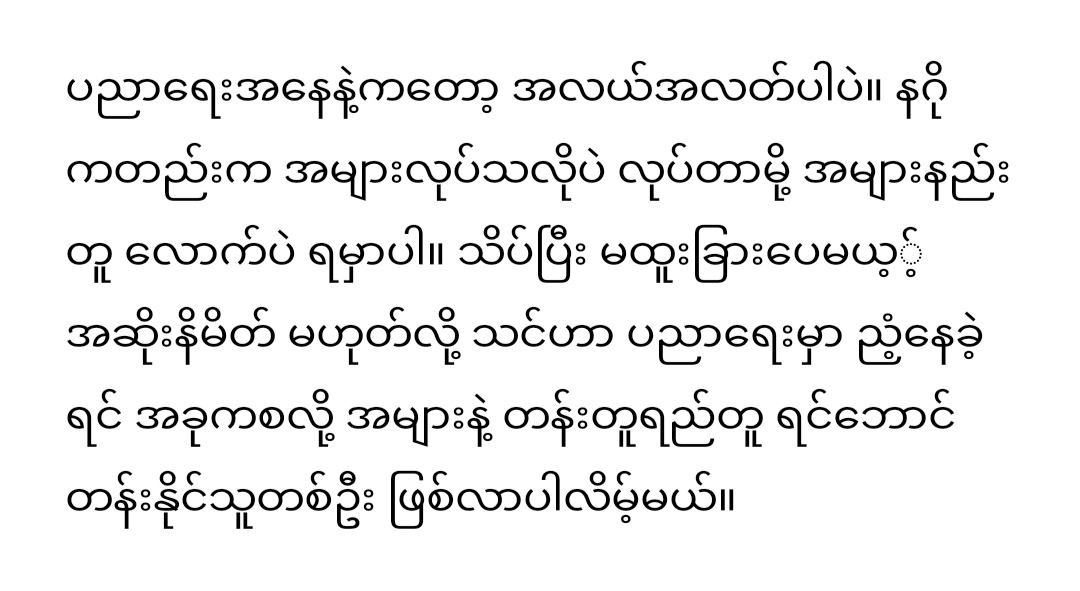 ပညာရေးအနေနဲ့ကတော့ အလယ်အလတ်ပါပဲ။ နဂို
ကတည်းက အများလုပ်သလိုပဲ လုပ်တာမို့ အများနည်း
တူ လောက်ပဲ ရမှာပါ။ သိပ်ပြီး မထူးခြားပေမယ့့်
အဆိုးနိမိတ် မဟုတ်လို့ သင်ဟာ ပညာရေးမှာ ညံ့နေခဲ့
ရင် အခုကစလို့ အများနဲ့ တန်းတူရည်တူ ရင်ဘောင်
တန်းနိုင်သူတစ်ဦး ဖြစ်လာပါလိမ့်မယ်။